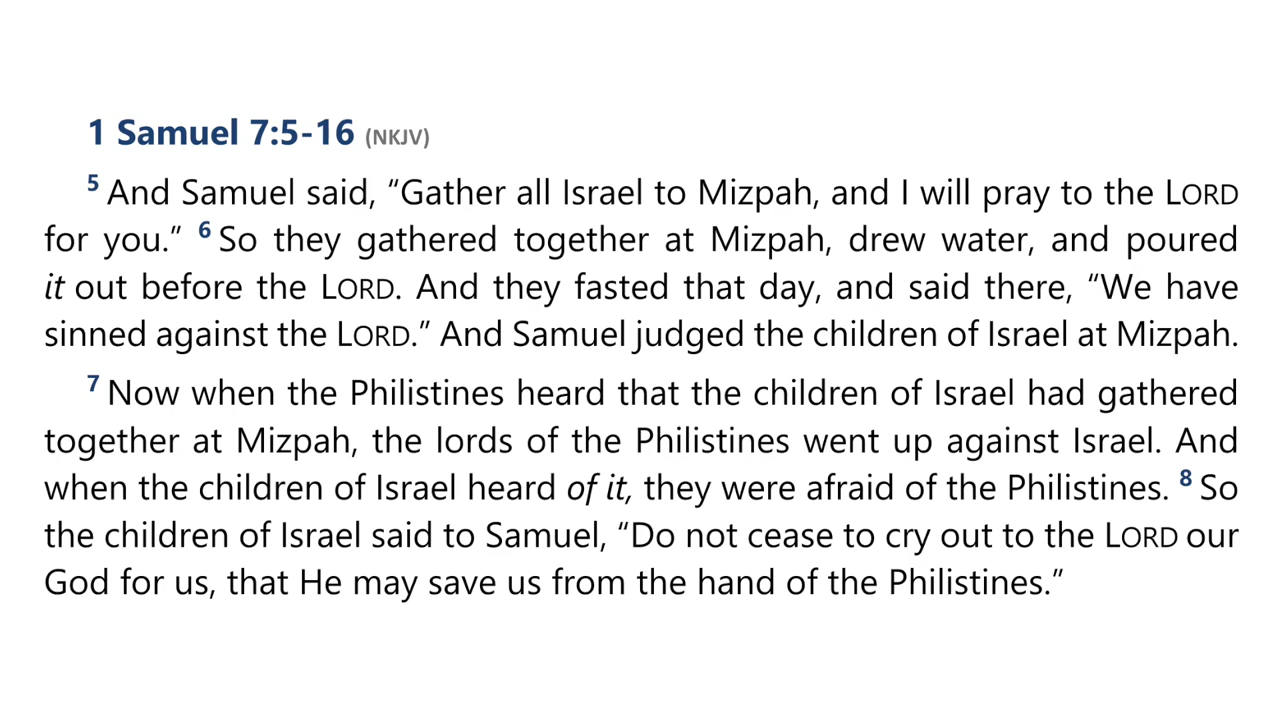 1 Samuel 7:5-16 (NKJV)
5 And Samuel said, “Gather all Israel to Mizpah, and I will pray to the LORD
for you.” 6 So they gathered together at Mizpah, drew water, and poured
it out before the LORD. And they fasted that day, and said there, “We have
sinned against the LORD.” And Samuel judged the children of Israel at Mizpah.
7 Now when the Philistines heard that the children of Israel had gathered
together at Mizpah, the lords of the Philistines went up against Israel. And
when the children of Israel heard of it, they were afraid of the Philistines. 8 So
the children of Israel said to Samuel, “Do not cease to cry out to the LORD our
God for us, that He may save us from the hand of the Philistines.”